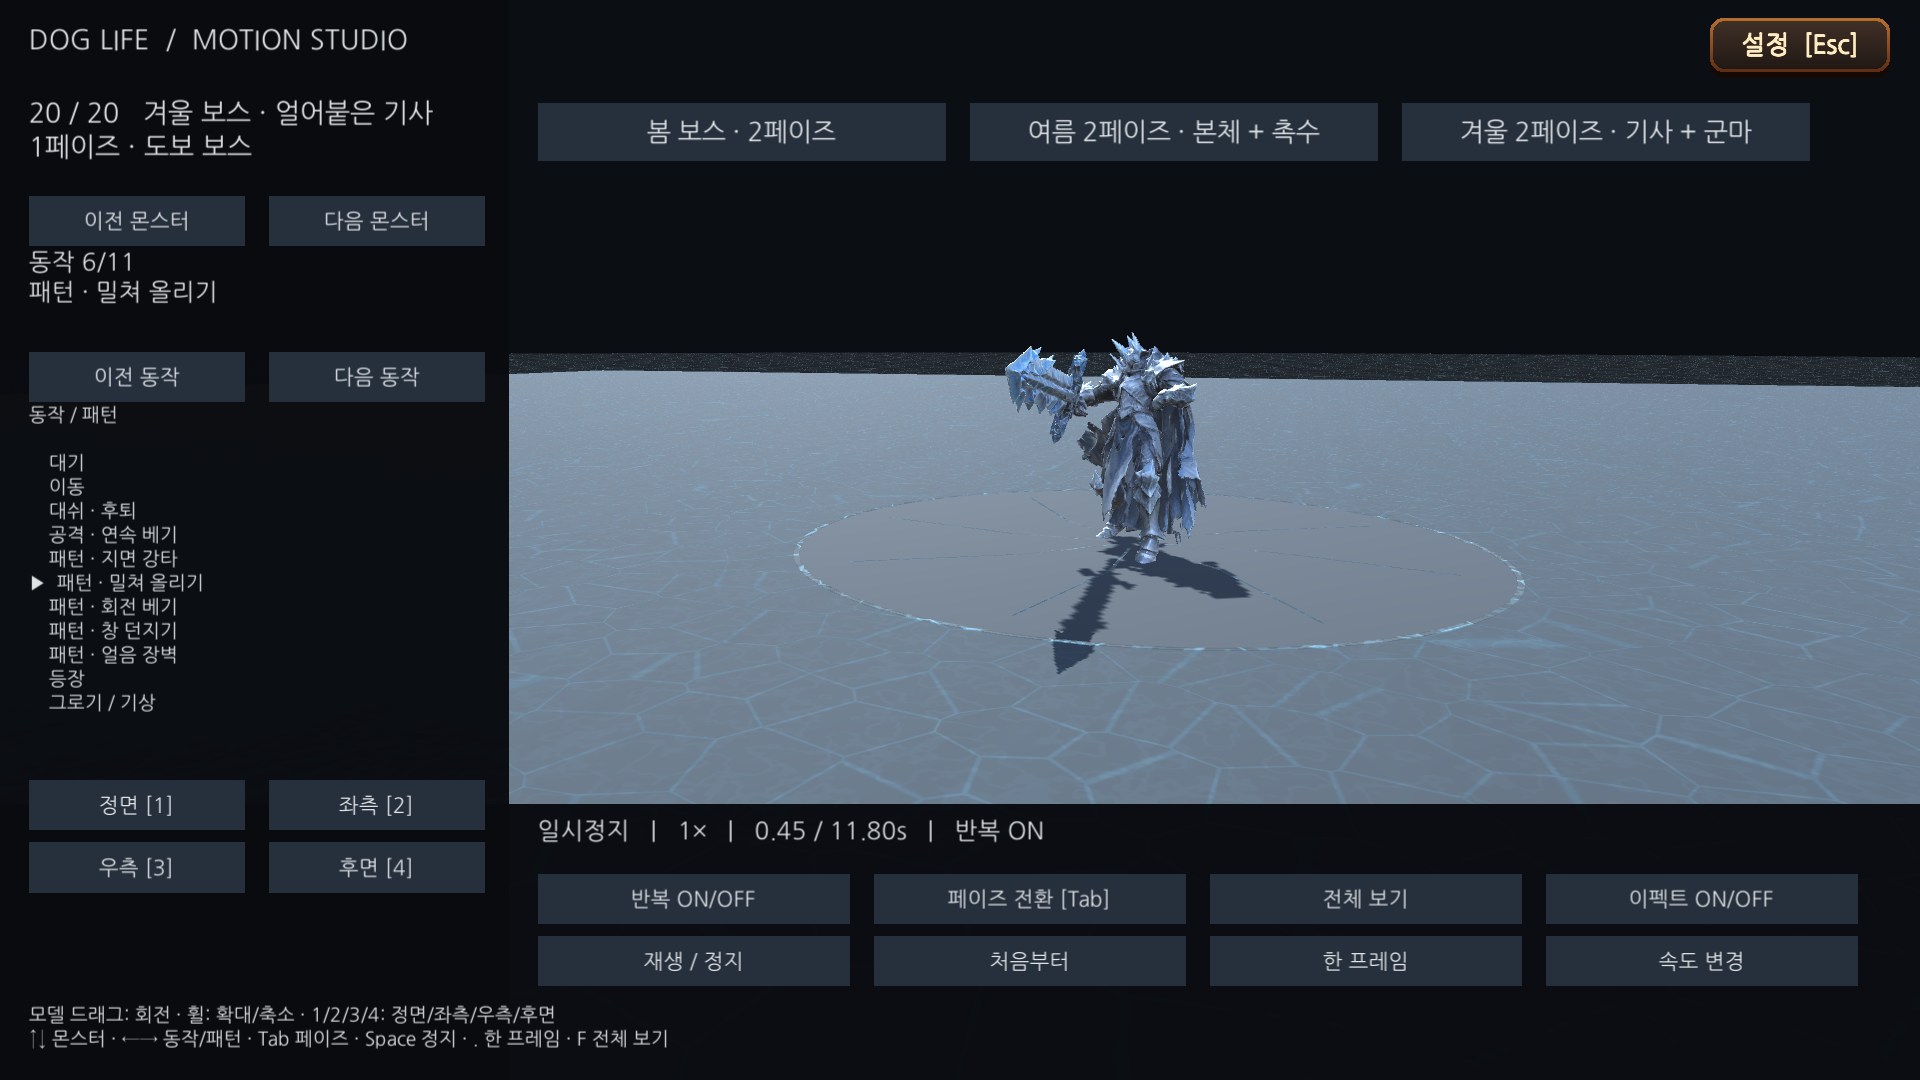 DOG LIFE / MOTION STUDIO
설정 [Esc]
20 / 20 겨울 보스 · 얼어붙은 기사
1페이즈 · 도보 보스
봄 보스 · 2페이즈
여름 2페이즈 · 본체 + 촉수
겨울 2페이즈 · 기사 + 군마
이전 몬스터
다음 몬스터
동작 6/11
패턴 · 밀쳐 올리기
이전 동작
다음 동작
동작 / 패턴
대기
이동
대쉬 · 후퇴
공격 · 연속 베기
패턴 · 지면 강타
▶ 패턴 · 밀쳐 올리기
패턴 · 회전 베기
패턴 · 창 던지기
패턴 · 얼음 장벽
등장
그로기 / 기상
정면 [1]
좌측 [2]
우측 [3]
후면 [4]
일시정지 | 1× | 0.45 / 11.80s | 반복 ON
반복 ON/OFF
페이즈 전환 [Tab]
전체 보기
이펙트 ON/OFF
재생 / 정지
처음부터
한 프레임
속도 변경
모델 드래그: 회전 · 휠: 확대/축소 · 1/2/3/4: 정면/좌측/우측/후면
↑↓ 몬스터 · ←→ 동작/패턴 · Tab 페이즈 · Space 정지 · . 한 프레임 · F 전체 보기